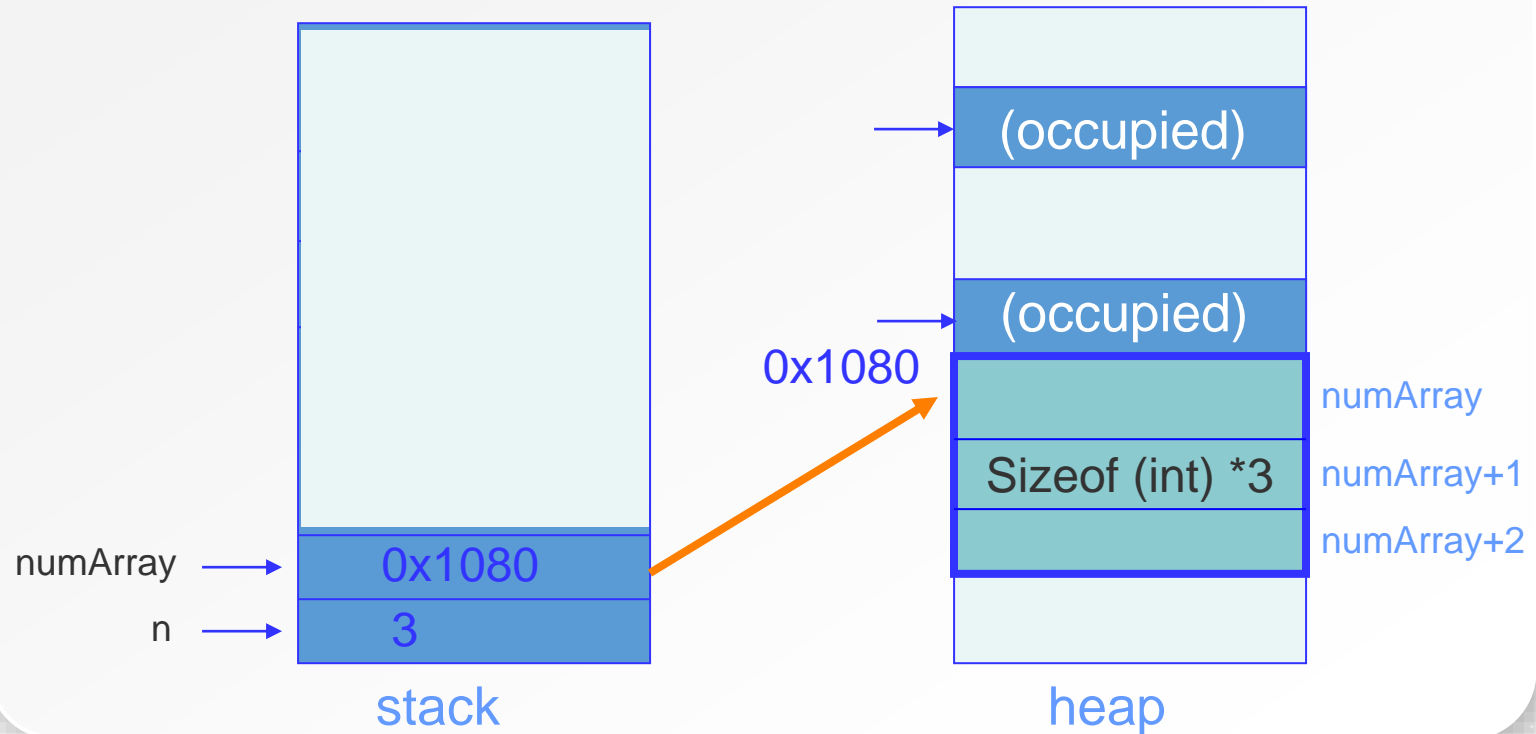 (occupied)
(occupied)
0x1080
numArray
Sizeof (int) *3
numArray+1
numArray+2
numArray
0x1080
n
3
stack
heap